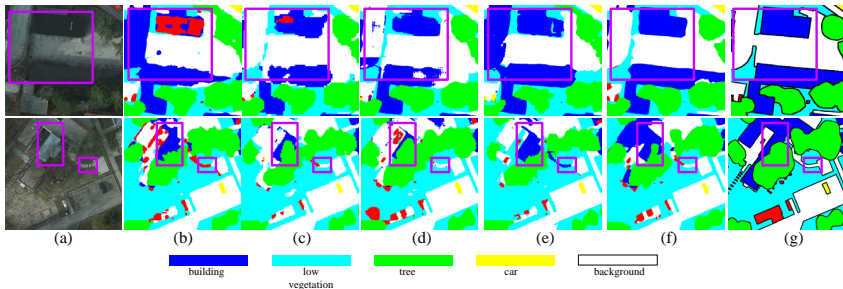 (a) (b) (c) (d) (e) (f) (g)
building low tree car background
vegetation